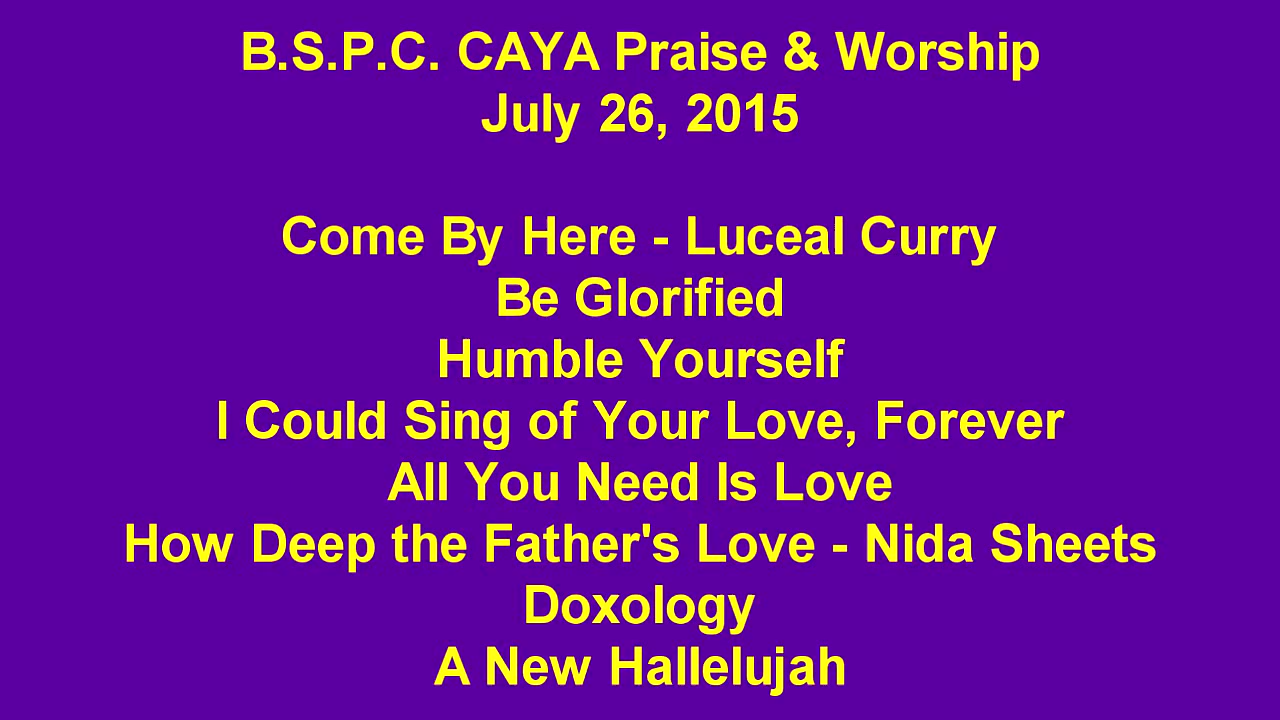 B.S.P.C. CAYA Praise & Worship
July 26, 2015
Come By Here - Luceal Curry
Be Glorified
Humble Yourself
I Could Sing of Your Love, Forever
All You Need Is Love
How Deep the Father's Love - Nida Sheets
Doxology
A New Hallelujah